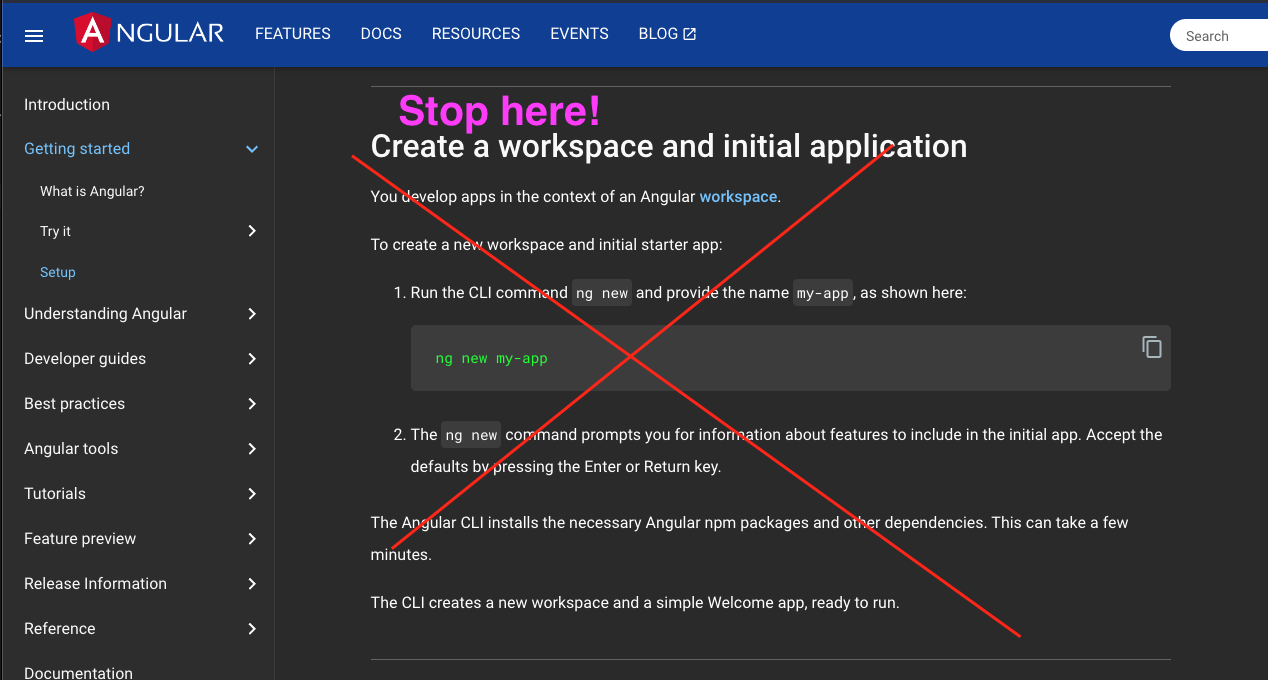 ANGULAR
FEATURES
DOCS
RESOURCES
EVENTS
BLOG
Search
Introduction
Getting started
What is Angular?
Try it
Setup
Understanding Angular
Developer guides
Best practices
Angular tools
Tutorials
Feature preview
Release Information
Reference
Documentation
Stop here!
Create a workspace and initial application
You develop apps in the context of an Angular workspace.
To create a new workspace and initial starter app:
1. Run the CLI command ng new and provide the name my-app, as shown here:
ng new my-app
2. The ng new command prompts you for information about features to include in the initial app. Accept the
defaults by pressing the Enter or Return key.
The Angular CLI installs the necessary Angular npm packages and other dependencies. This can take a few
minutes.
The CLI creates a new workspace and a simple Welcome app, ready to run.